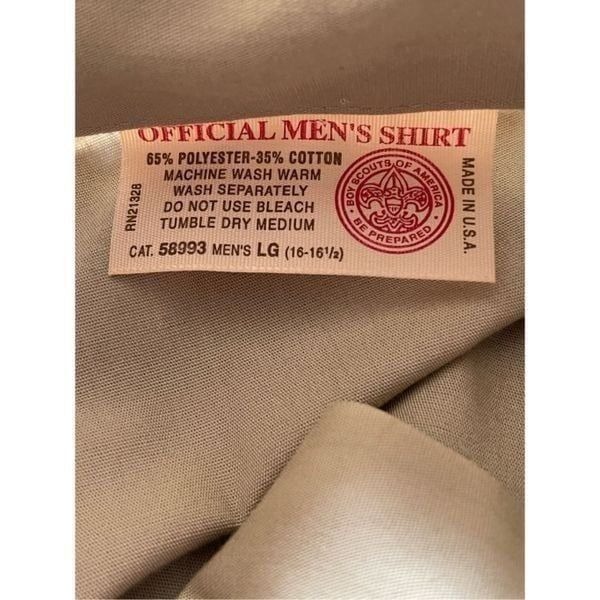 OFFICIAL MEN'S SHIRT
65% POLYESTER-35% COTTON
MACHINE WASH WARM
WASH SEPARATELY
DO NOT USE BLEACH
TUMBLE DRY MEDIUM
CAT. 58993 MEN'S LG (16-16½)
RN21328
BOY SCOUTS OF AMERICA
BE PREPARED
MADE IN U.S.A.